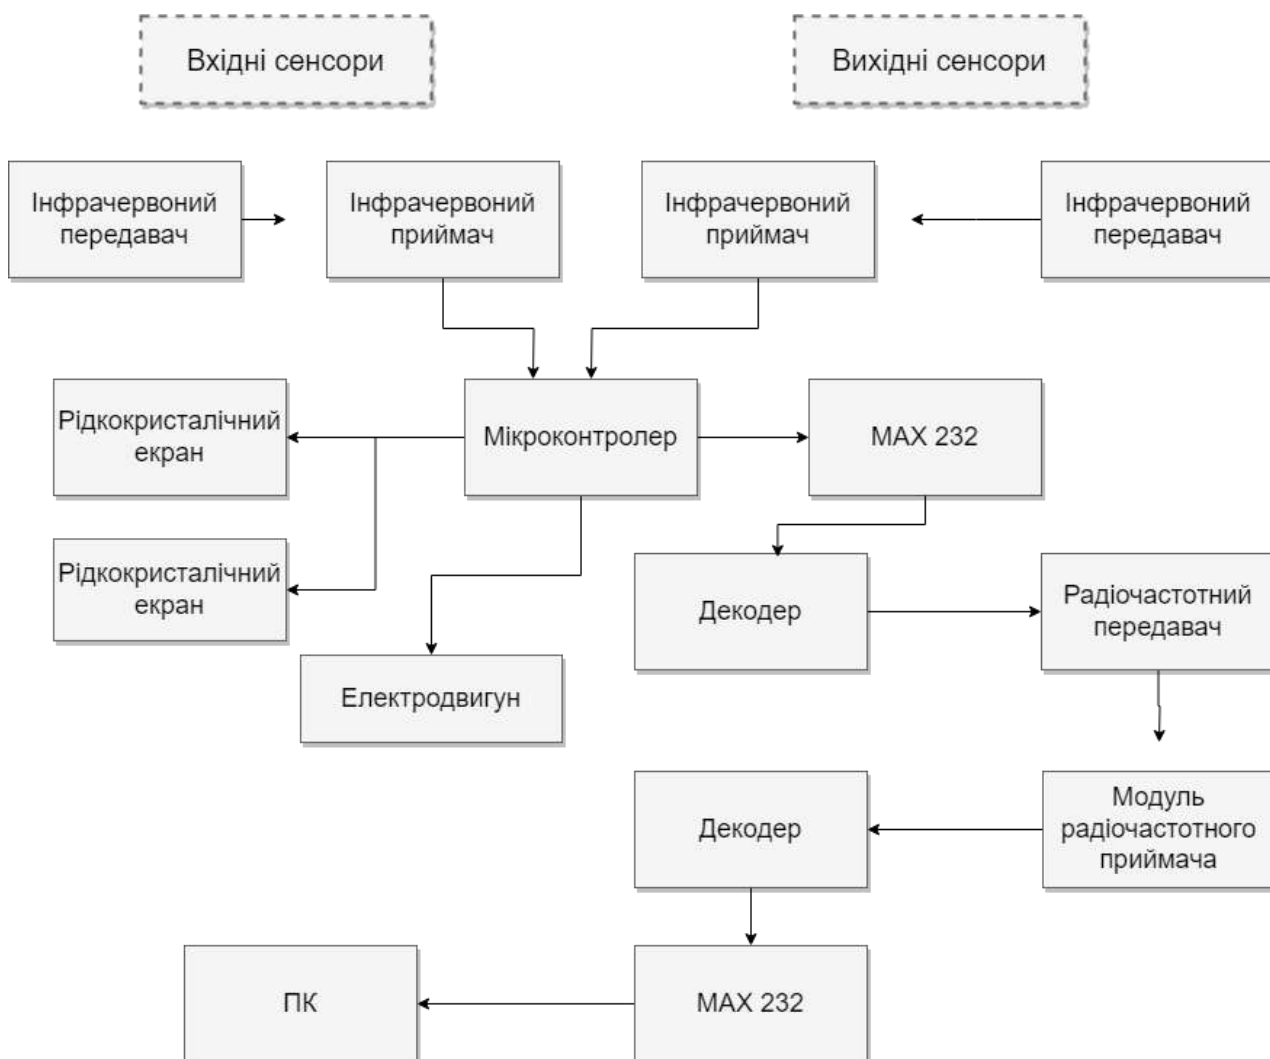 Вхідні сенсори
Вихідні сенсори
Інфрачервоний
передавач
Інфрачервоний
приймач
Інфрачервоний
приймач
Інфрачервоний
передавач
Рідкокристалічний
екран
Мікроконтролер
MAX 232
Рідкокристалічний
екран
Декодер
Радіочастотний
передавач
Електродвигун
Декодер
Модуль
радіочастотного
приймача
ПК
MAX 232